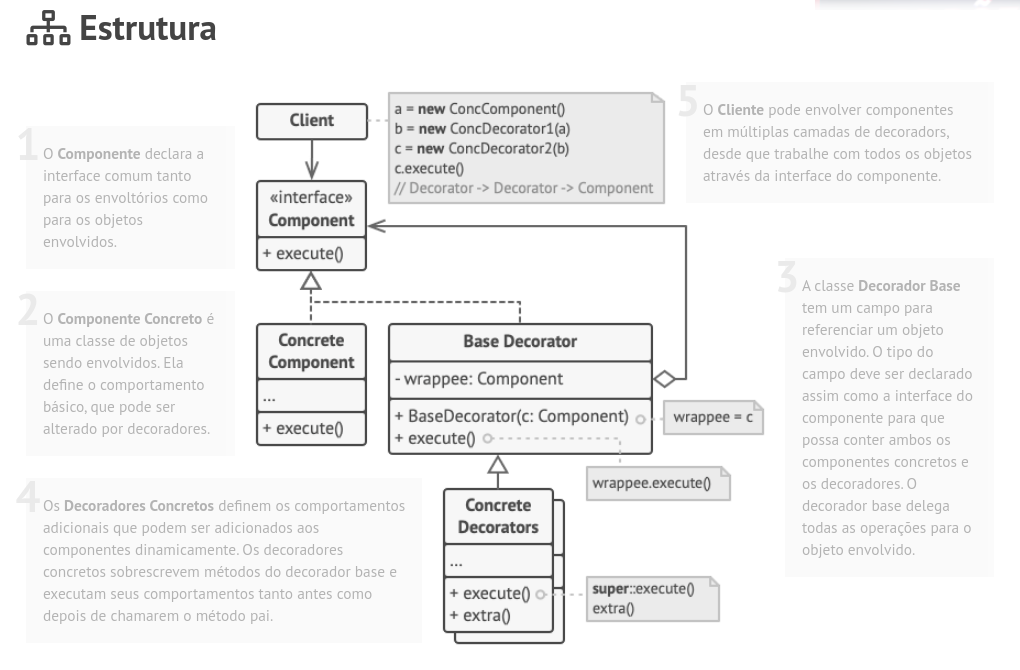 Estrutura
1
O Componente declara a
interface comum tanto
para os envoltórios como
para os objetos
envolvidos.
2
O Componente Concreto é
uma classe de objetos
sendo envolvidos. Ela
define o comportamento
básico, que pode ser
alterado por decoradores.
Client
a = new ConcComponent()
b = new ConcDecorator1(a)
c = new ConcDecorator2(b)
c.execute()
// Decorator -> Decorator -> Component
«interface»
Component
+ execute()
Concrete
Component
...
+ execute()
Base Decorator
- wrappee: Component
+ BaseDecorator(c: Component)
+ execute()
wrappee = c
wrappee.execute()
Concrete
Decorators
...
+ execute()
+ extra()
super::execute()
extra()
5
O Cliente pode envolver componentes
em múltiplas camadas de decoradors,
desde que trabalhe com todos os objetos
através da interface do componente.
3
A classe Decorador Base
tem um campo para
referenciar um objeto
envolvido. O tipo do
campo deve ser declarado
assim como a interface do
componente para que
possa conter ambos os
componentes concretos e
os decoradores. O
decorador base delega
todas as operações para o
objeto envolvido.
4
Os Decoradores Concretos definem os comportamentos
adicionais que podem ser adicionados aos
componentes dinamicamente. Os decoradores
concretos sobrescrevem métodos do decorador base e
executam seus comportamentos tanto antes como
depois de chamarem o método pai.